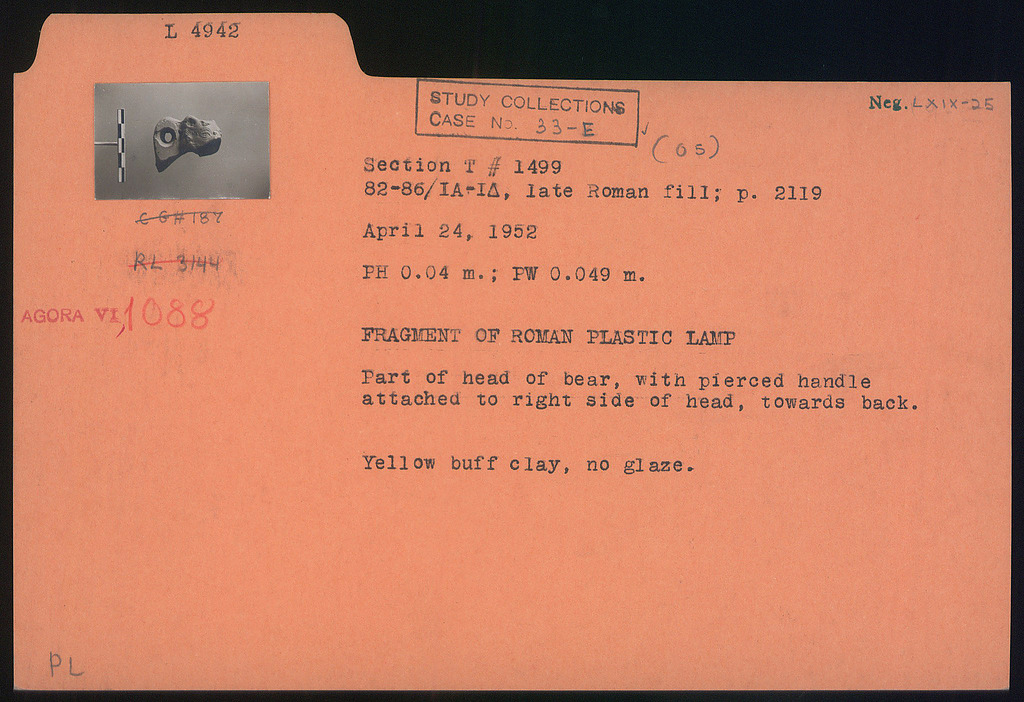 L 4942
STUDY COLLECTIONS
CASE No. 33-E
Neg. LXIX-25
(05)
Section T # 1499
82-86/ΙΑ-ΙΔ, late Roman fill; p. 2119
C G# 187
April 24, 1952
RL 3144
PH 0.04 m.; PW 0.049 m.
AGORA VI, 1088
FRAGMENT OF ROMAN PLASTIC LAMP
Part of head of bear, with pierced handle
attached to right side of head, towards back.
Yellow buff clay, no glaze.
PL